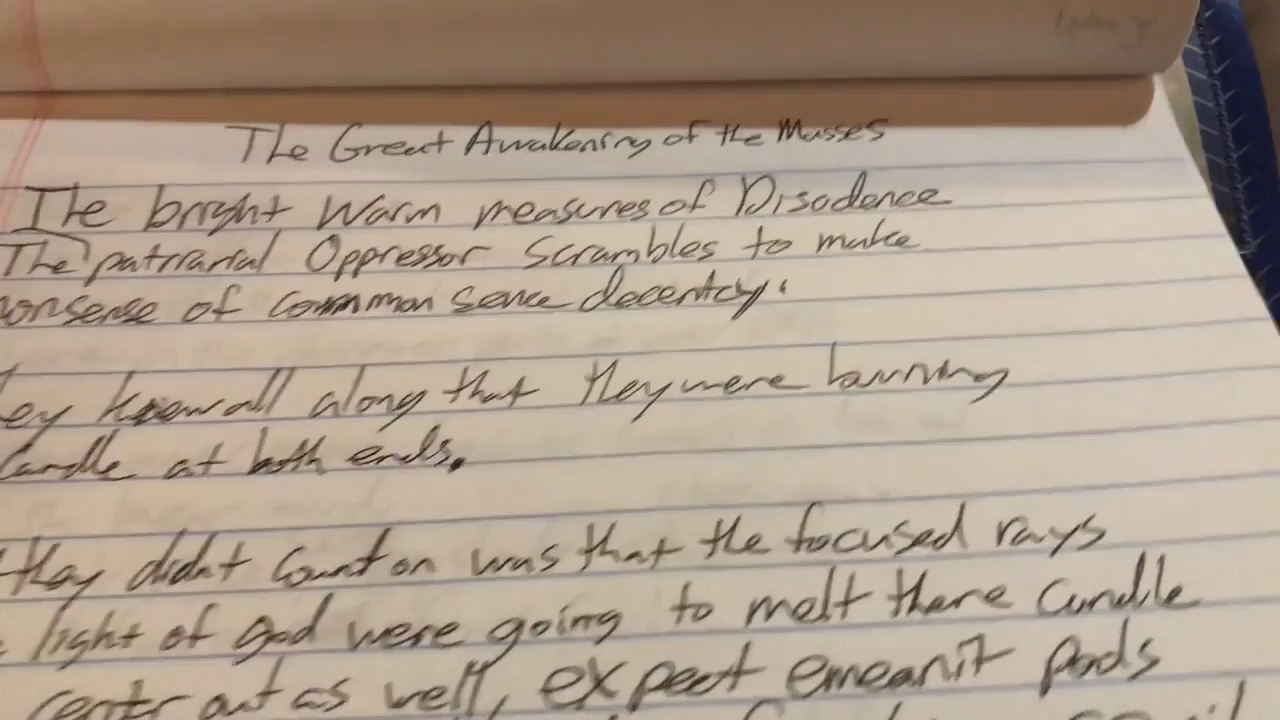 The Great Awakening of the Masses
The bright Warm measures of Disodence
The patriarial Oppressor Scrambles to make
nonsense of common sence decentcy.
ey knew all along that they were burning
Candle at both ends.
they didnt Count on was that the focused rays
light of god were going to melt there Candle
out as well, expect emeanit pods